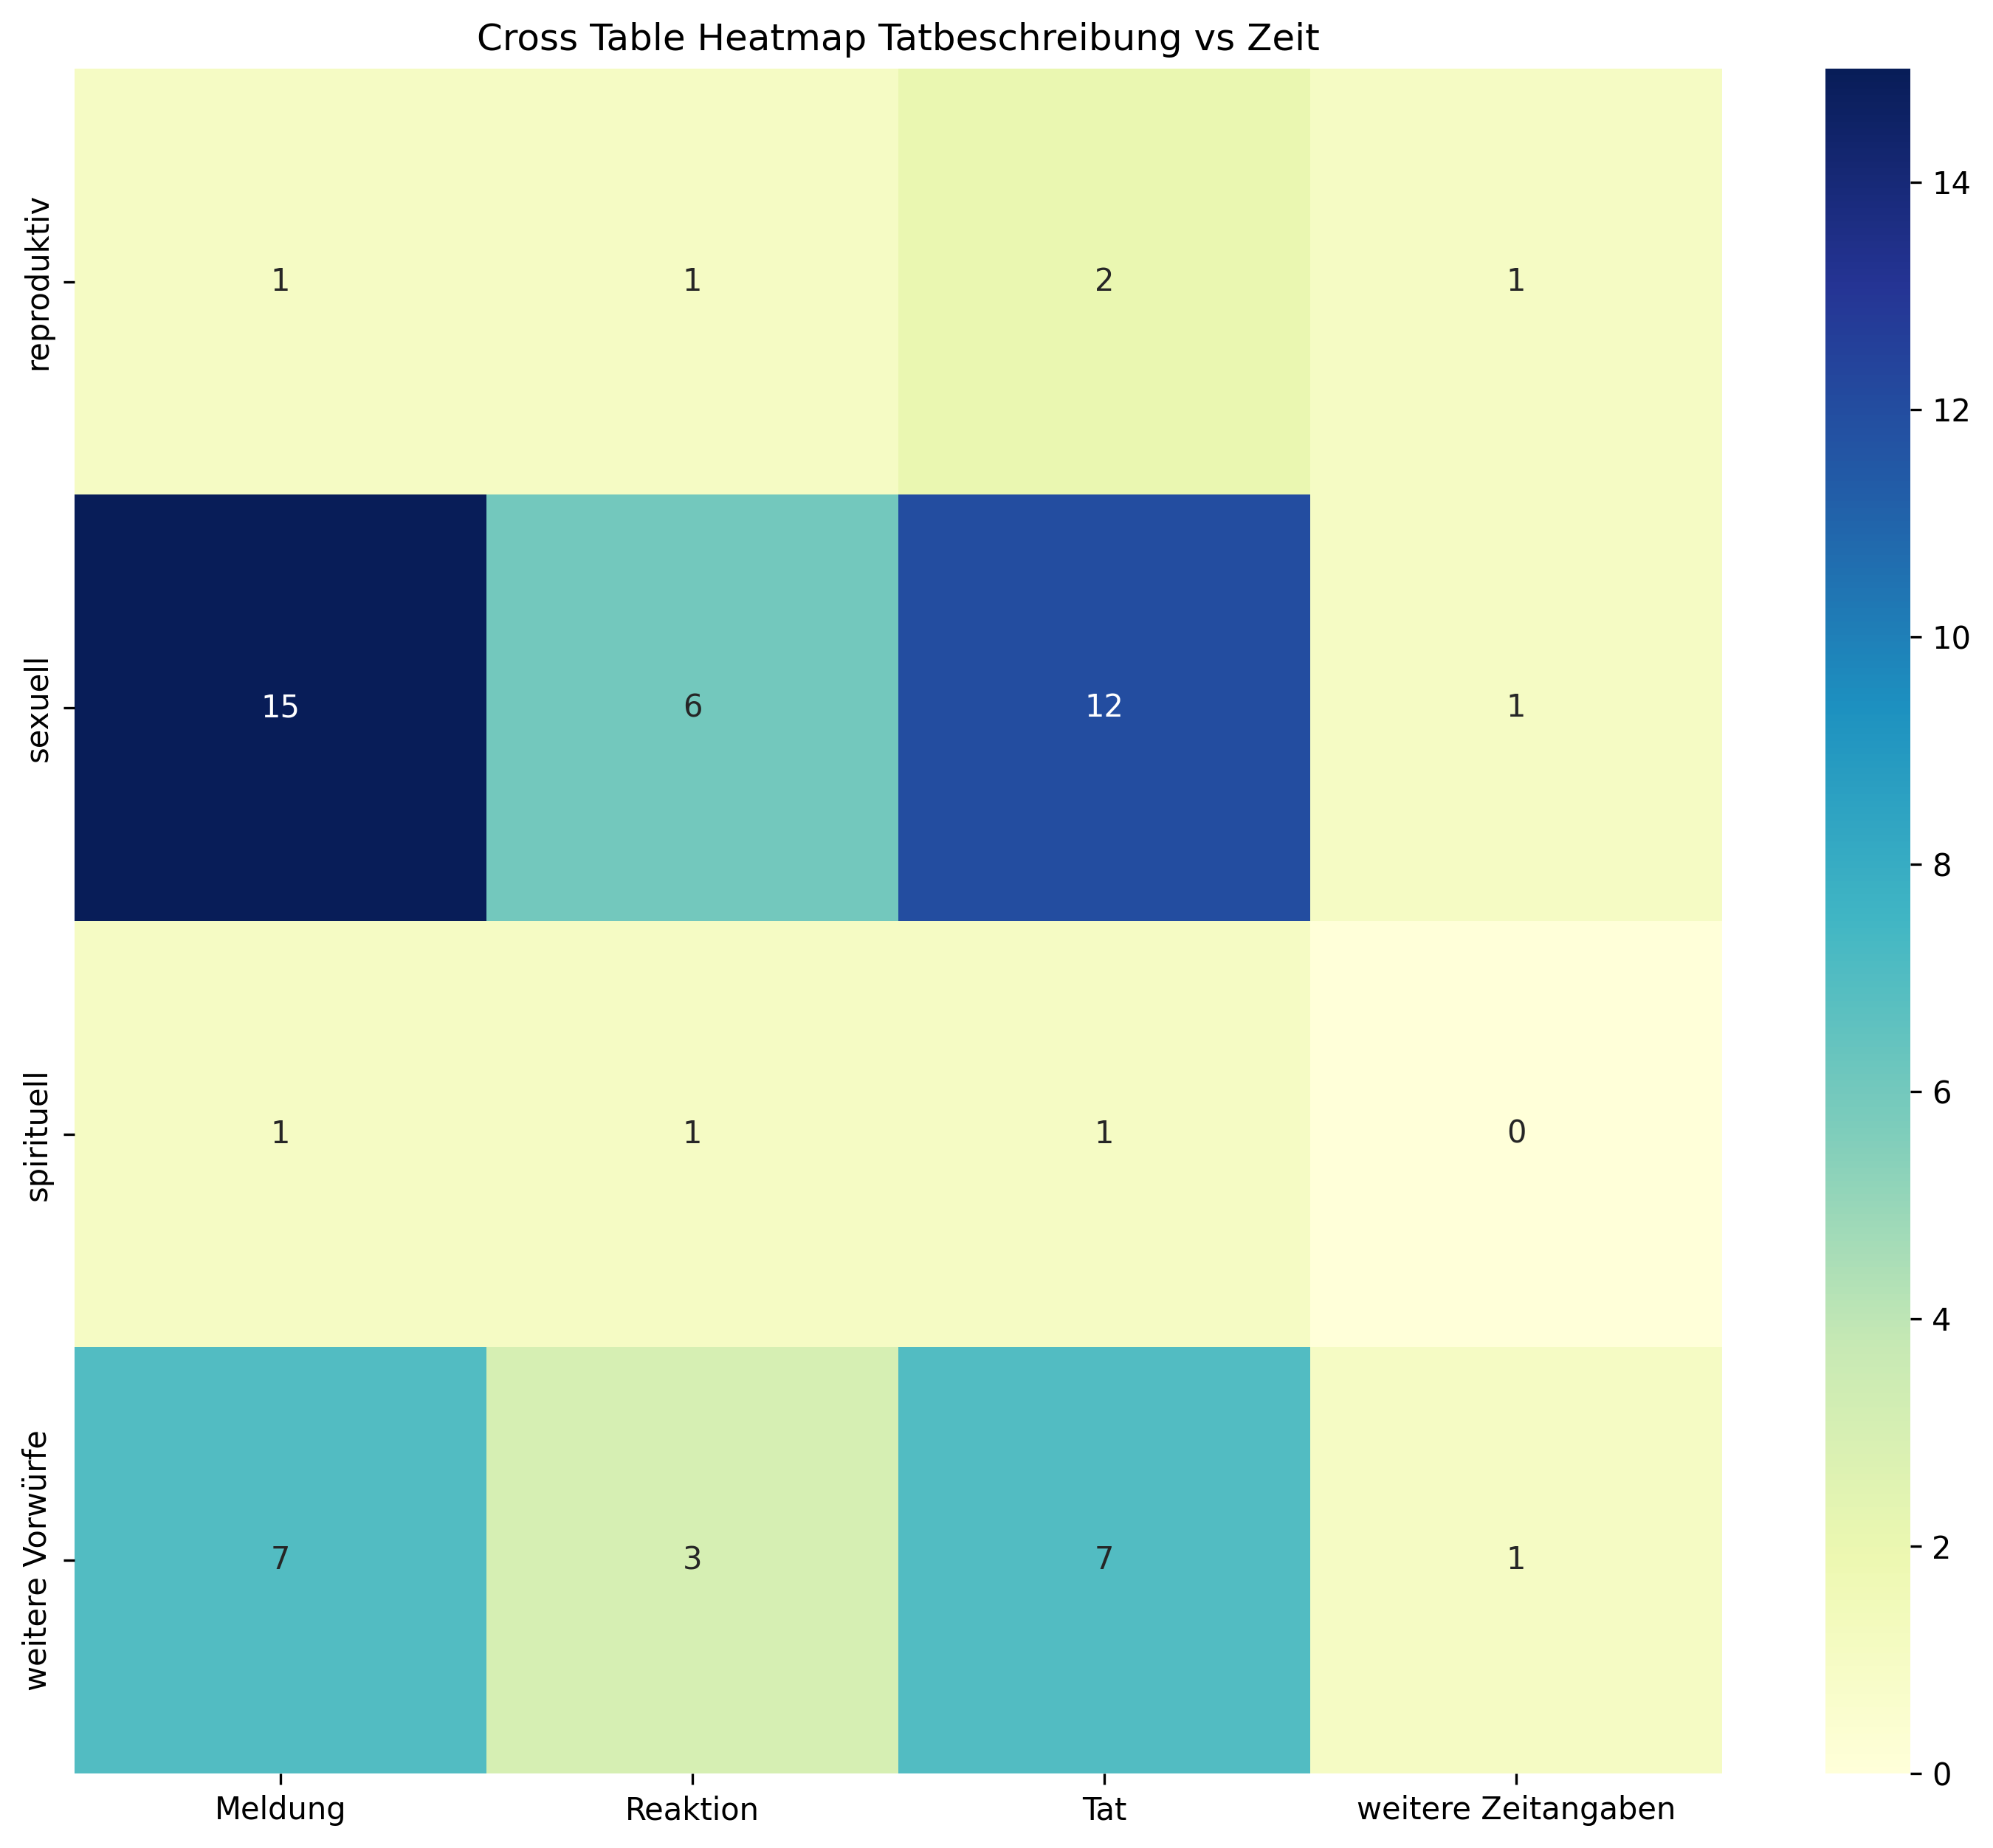 Cross Table Heatmap Tatbeschreibung vs Zeit
reproduktiv
1 1 2 1
sexuell
15 6 12 1
spirituell
1 1 1 0
weitere Vorwürfe
7 3 7 1
Meldung Reaktion Tat weitere Zeitangaben
14
12
10
8
6
4
2
0